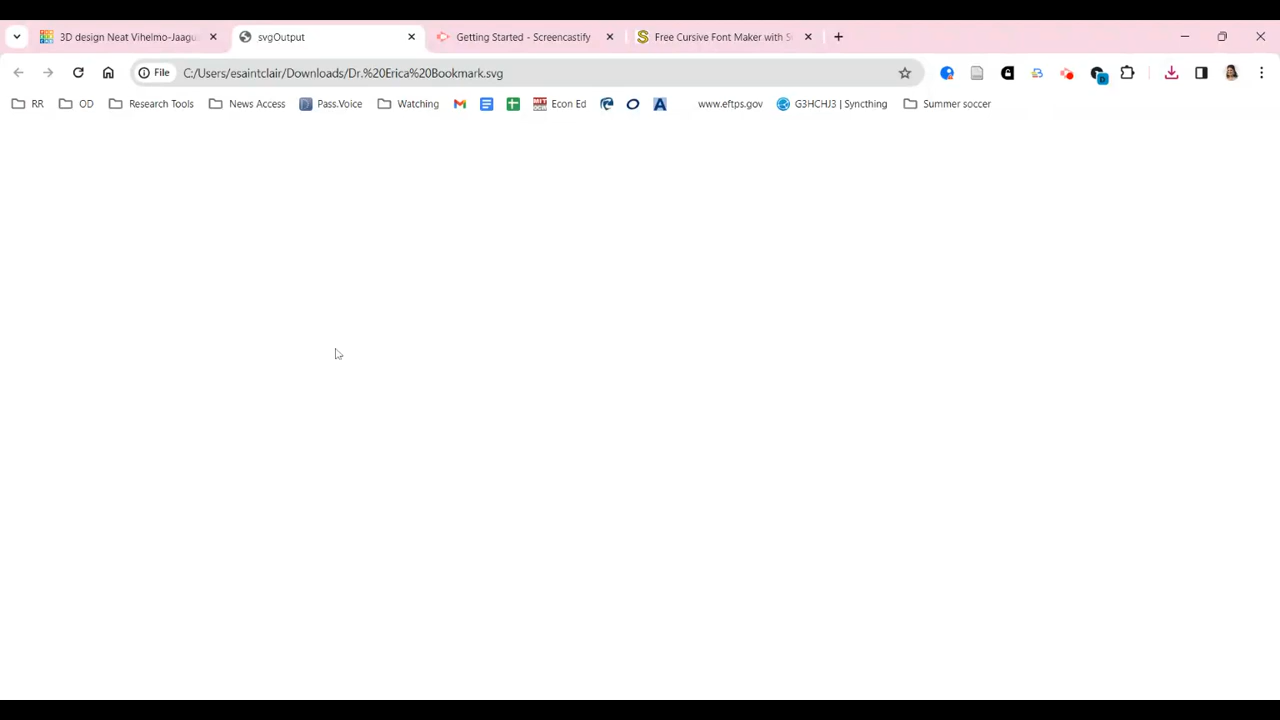 3D design Neat Vihelmo-Jaagu
svgOutput
Getting Started - Screencastify
Free Cursive Font Maker with S
File
C:/Users/esaintclair/Downloads/Dr.%20Erica%20Bookmark.svg
RR
OD
Research Tools
News Access
Pass.Voice
Watching
MIT
OCW
Econ Ed
www.eftps.gov
G3HCHJ3 | Syncthing
Summer soccer